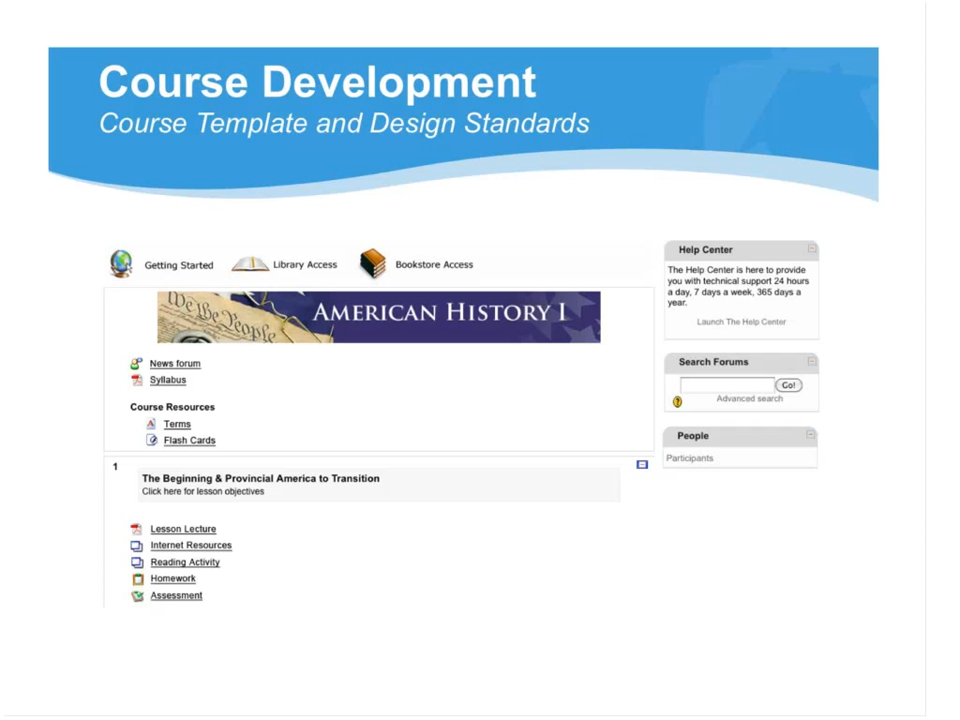 Course Development
Course Template and Design Standards
Getting Started
Library Access
Bookstore Access
We the People
AMERICAN HISTORY I
News forum
Syllabus
Course Resources
Terms
Flash Cards
1
The Beginning & Provincial America to Transition
Click here for lesson objectives
Lesson Lecture
Internet Resources
Reading Activity
Homework
Assessment
Help Center
The Help Center is here to provide
you with technical support 24 hours
a day, 7 days a week, 365 days a
year.
Launch The Help Center
Search Forums
Go!
Advanced search
People
Participants